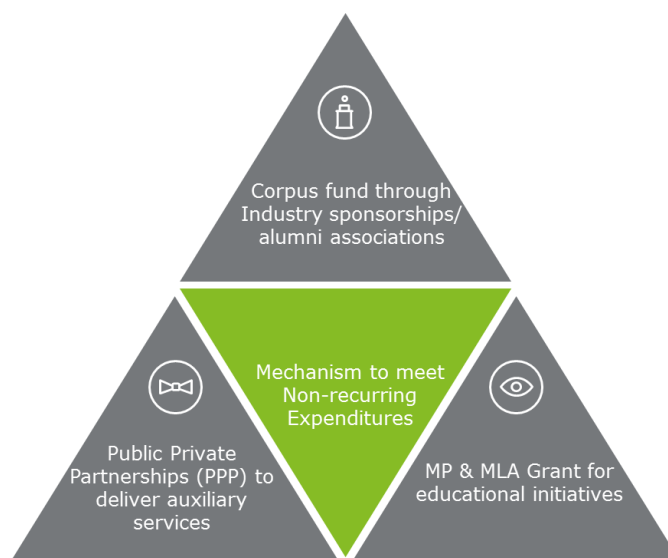 Corpus fund through
Industry sponsorships/
alumni associations
Mechanism to meet
Non-recurring
Expenditures
Public Private
Partnerships (PPP) to
deliver auxiliary
services
MP & MLA Grant for
educational initiatives